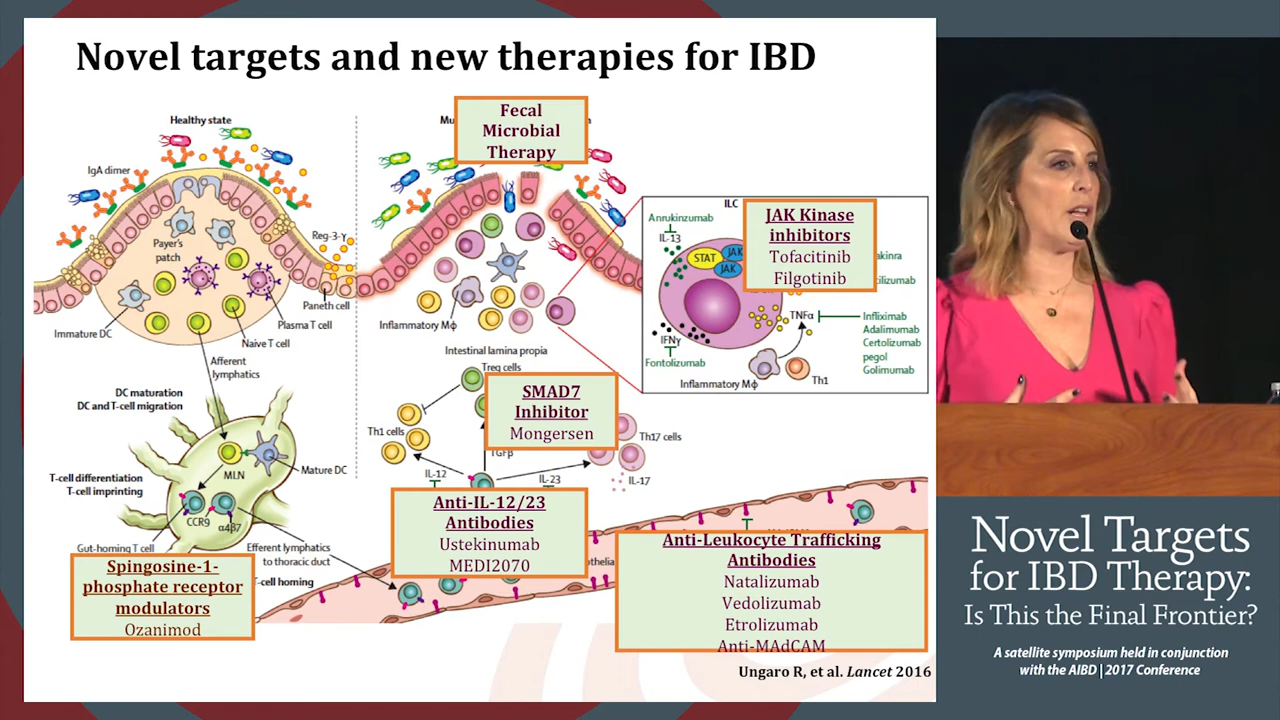 Novel targets and new therapies for IBD
Healthy state
Mu
Fecal
Microbial
Therapy
IgA dimer
Payer's
patch
Reg-3-γ
Paneth cell
Plasma T cell
Naive T cell
Immature DC
Afferent
lymphatics
Inflammatory Mϕ
Intestinal lamina propia
ILC
Anrukinzumab
IL-13
STAT
JAK
JAK
JAK Kinase
inhibitors
Tofacitinib
Filgotinib
akinra
cilizumab
TNFα
Infliximab
Adalimumab
Certolizumab
pegol
Golimumab
IFNγ
Fontolizumab
Inflammatory Mϕ
Th1
DC maturation
DC and T-cell migration
T-cell differentiation
T-cell imprinting
MLN
Mature DC
CCR9
α4β7
Gut-homing T cell
Efferent lymphatics
to thoracic duct
T-cell homing
Treg cells
SMAD7
Inhibitor
Mongersen
TGFβ
Th1 cells
Th17 cells
IL-12
IL-23
IL-17
Anti-IL-12/23
Antibodies
Ustekinumab
MEDI2070
thelia
Anti-Leukocyte Trafficking
Antibodies
Natalizumab
Vedolizumab
Etrolizumab
Anti-MAdCAM
Spingosine-1-
phosphate receptor
modulators
Ozanimod
Ungaro R, et al. Lancet 2016
Novel Targets
for IBD Therapy:
Is This the Final Frontier?
A satellite symposium held in conjunction
with the AIBD | 2017 Conference